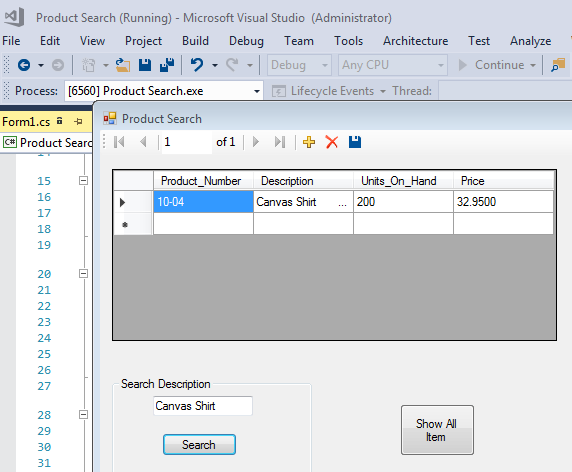 Product Search (Running) - Microsoft Visual Studio (Administrator)
File Edit View Project Build Debug Team Tools Architecture Test Analyze
Debug Any CPU Continue
Process: [6560] Product Search.exe Lifecycle Events Thread:
Form1.cs
Product Search
C# Product Searc
1 of 1
Product_Number Description Units_On_Hand Price
10-04 Canvas Shirt ... 200 32.9500
15
16
17
18
19
20
21
22
23
24
25
26
27
28
29
30
31
Search Description
Canvas Shirt
Search
Show All
Item